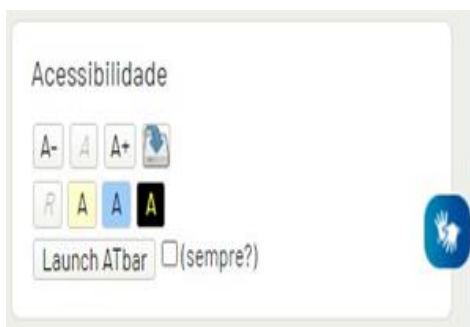 Acessibilidade
A- A A+
R A A A
Launch ATbar (sempre?)